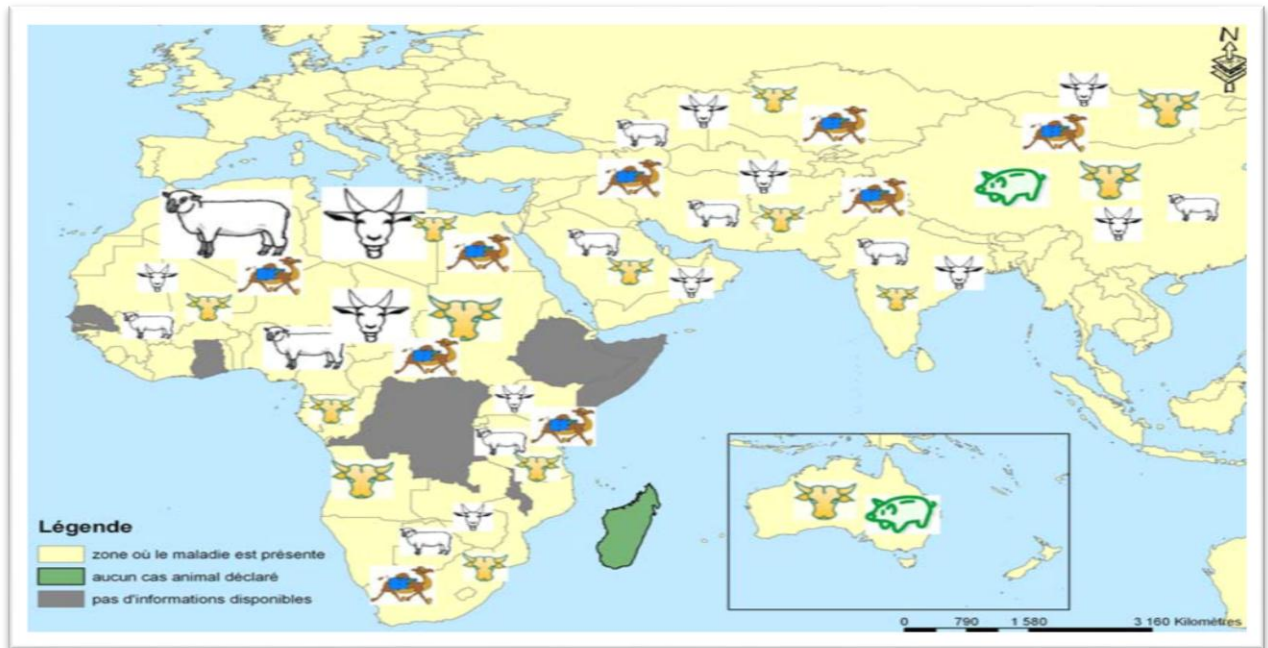 N
Légende
zone où le maladie est présente
aucun cas animal déclaré
pas d'informations disponibles
0 790 1 580 3 160 Kilomètres